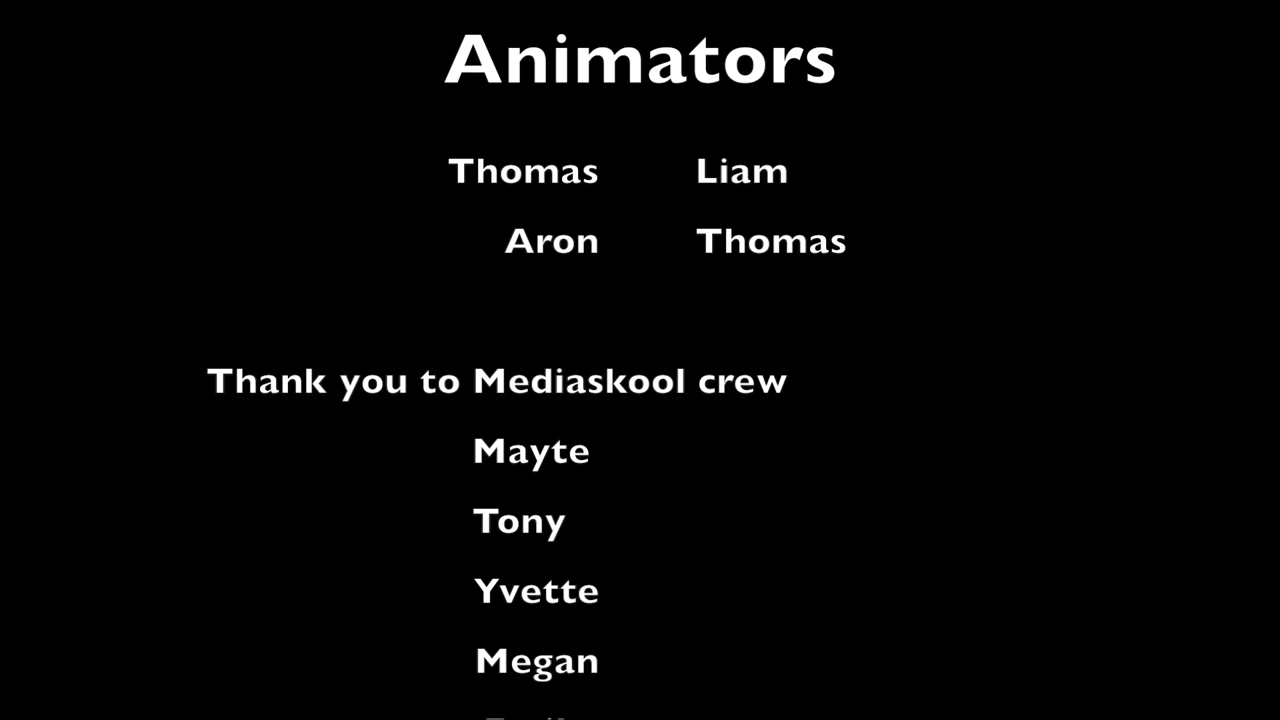 Animators
Thomas Liam
Aron Thomas
Thank you to Mediaskool crew
Mayte
Tony
Yvette
Megan